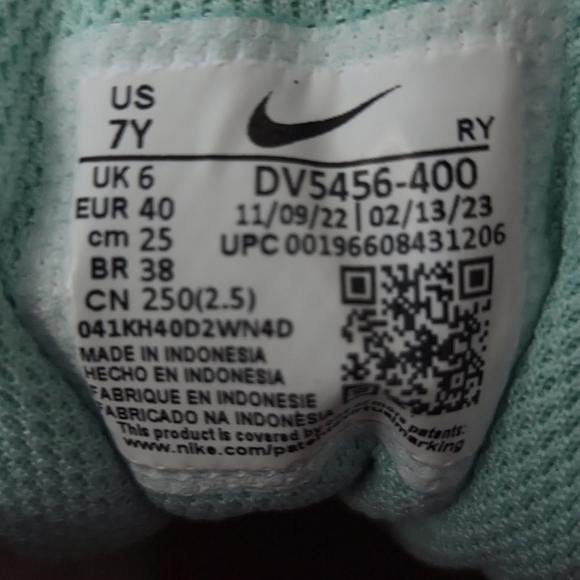 US
7Y
RY
UK 6
DV5456-400
EUR 40
11/09/22 | 02/13/23
cm 25
UPC 00196608431206
BR 38
CN 250(2.5)
041KH40D2WN4D
MADE IN INDONESIA
HECHO EN INDONESIA
FABRIQUE EN INDONESIE
FABRICADO NA INDONÈSIA
This product is covered by patents:
www.nike.com/patent marking